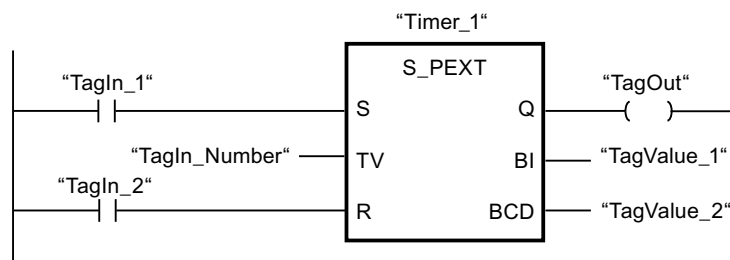 “Timer_1“
S_PEXT
“TagIn_1“
“TagOut“
S
Q
“TagIn_Number“
TV
BI
“TagValue_1“
“TagIn_2“
R
BCD
“TagValue_2“